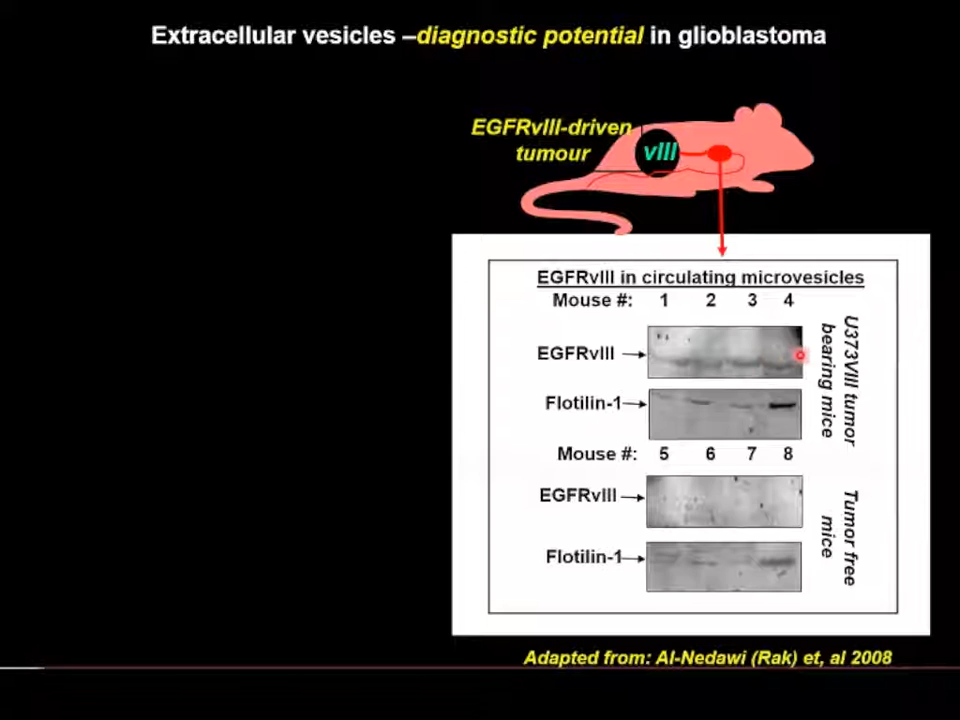 Extracellular vesicles –diagnostic potential in glioblastoma
EGFRvIII-driven
tumour
vIII
EGFRvIII in circulating microvesicles
Mouse #: 1 2 3 4
EGFRvIII
Flotilin-1
U373VIII tumor
bearing mice
Mouse #: 5 6 7 8
EGFRvIII
Flotilin-1
Tumor free
mice
Adapted from: Al-Nedawi (Rak) et, al 2008